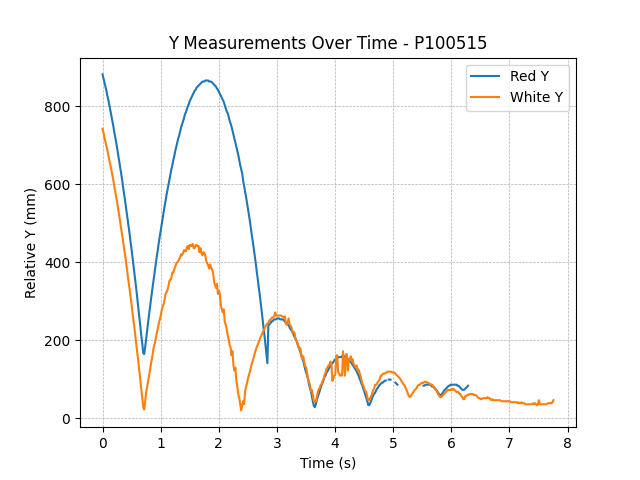 Y Measurements Over Time - P100515
Red Y
White Y
800
600
400
200
0
Relative Y (mm)
0 1 2 3 4 5 6 7 8
Time (s)